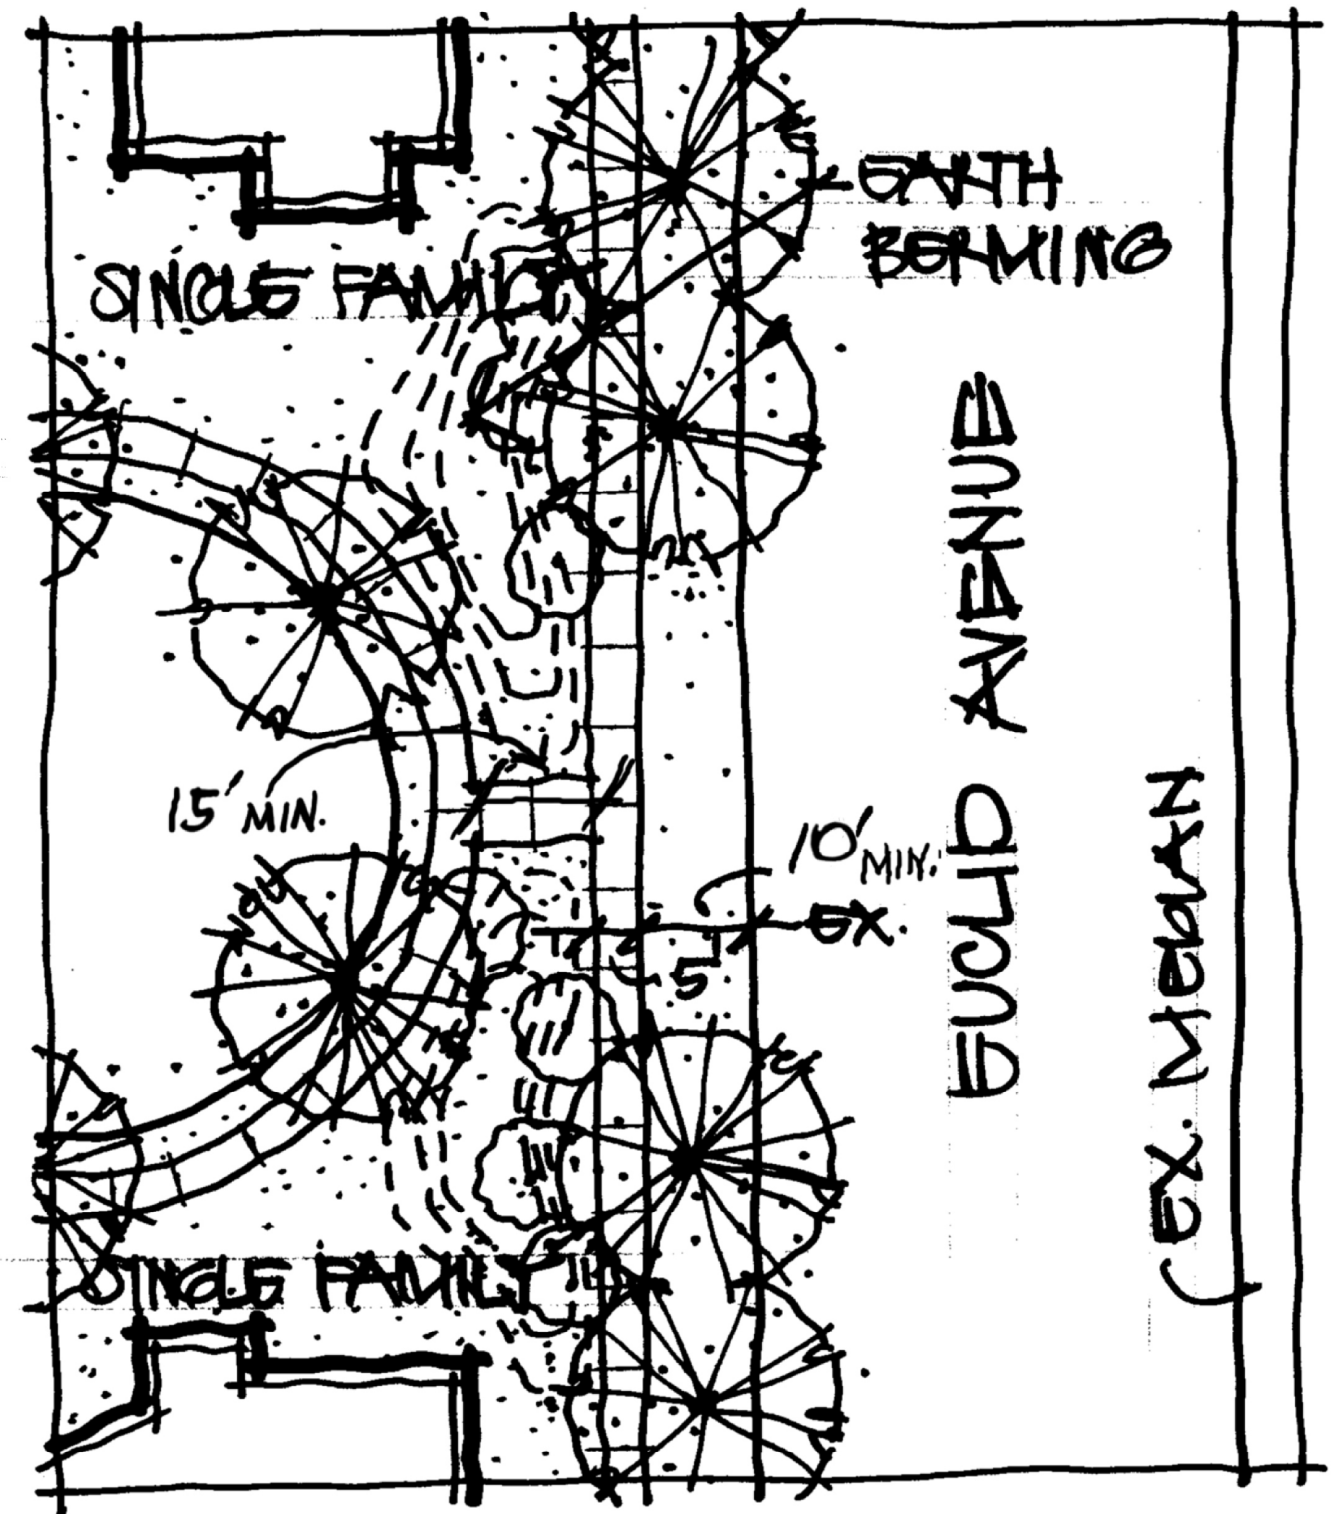 EARTH
BERMING
SINGLE FAMILY
EUCLID AVENUE
15' MIN.
10' MIN.
EX.
5'
EX. MEDIAN
SINGLE FAMILY